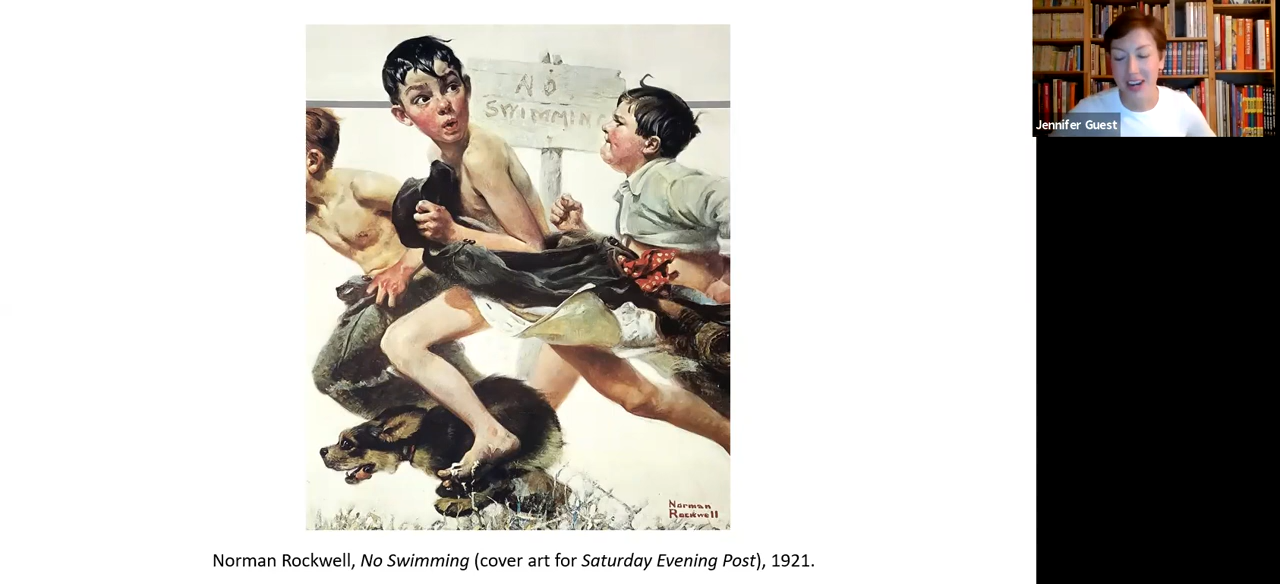 NO
SWIMMING
Norman
Rockwell
Norman Rockwell, No Swimming (cover art for Saturday Evening Post), 1921.
Jennifer Guest